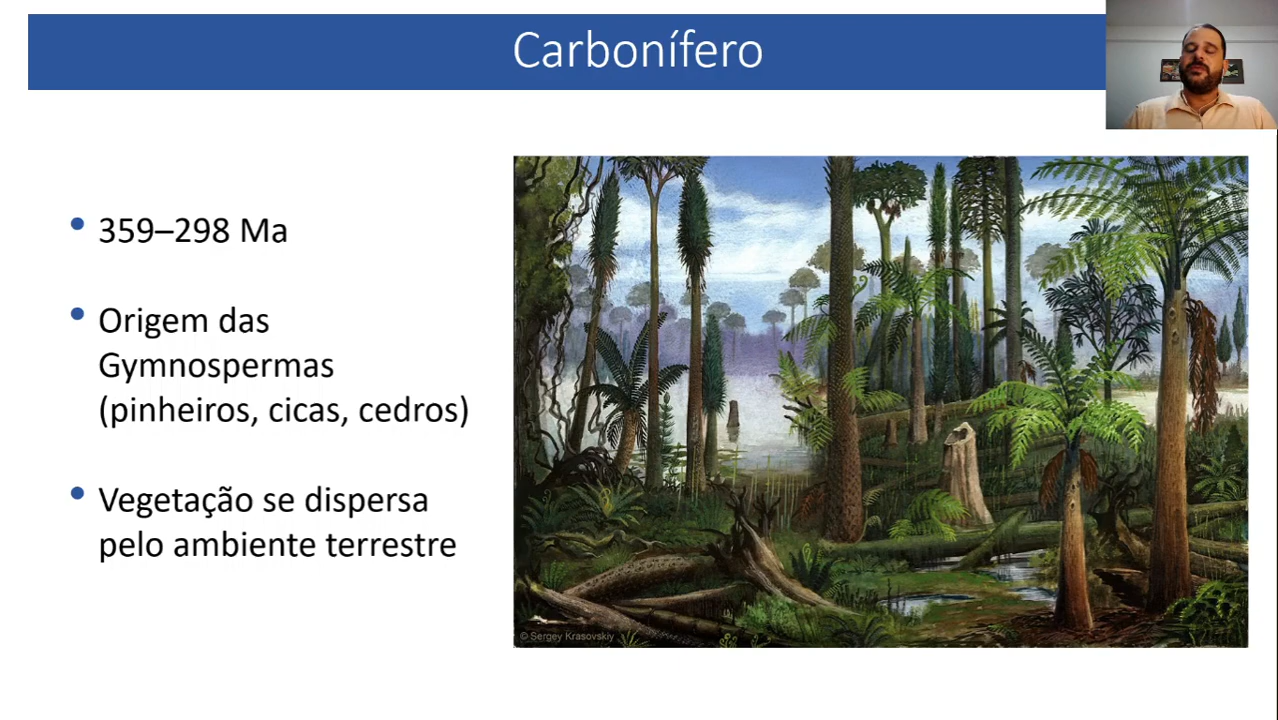 Carbonífero
• 359–298 Ma
• Origem das
Gymnospermas
(pinheiros, cicas, cedros)
• Vegetação se dispersa
pelo ambiente terrestre
© Sergey Krasovskiy